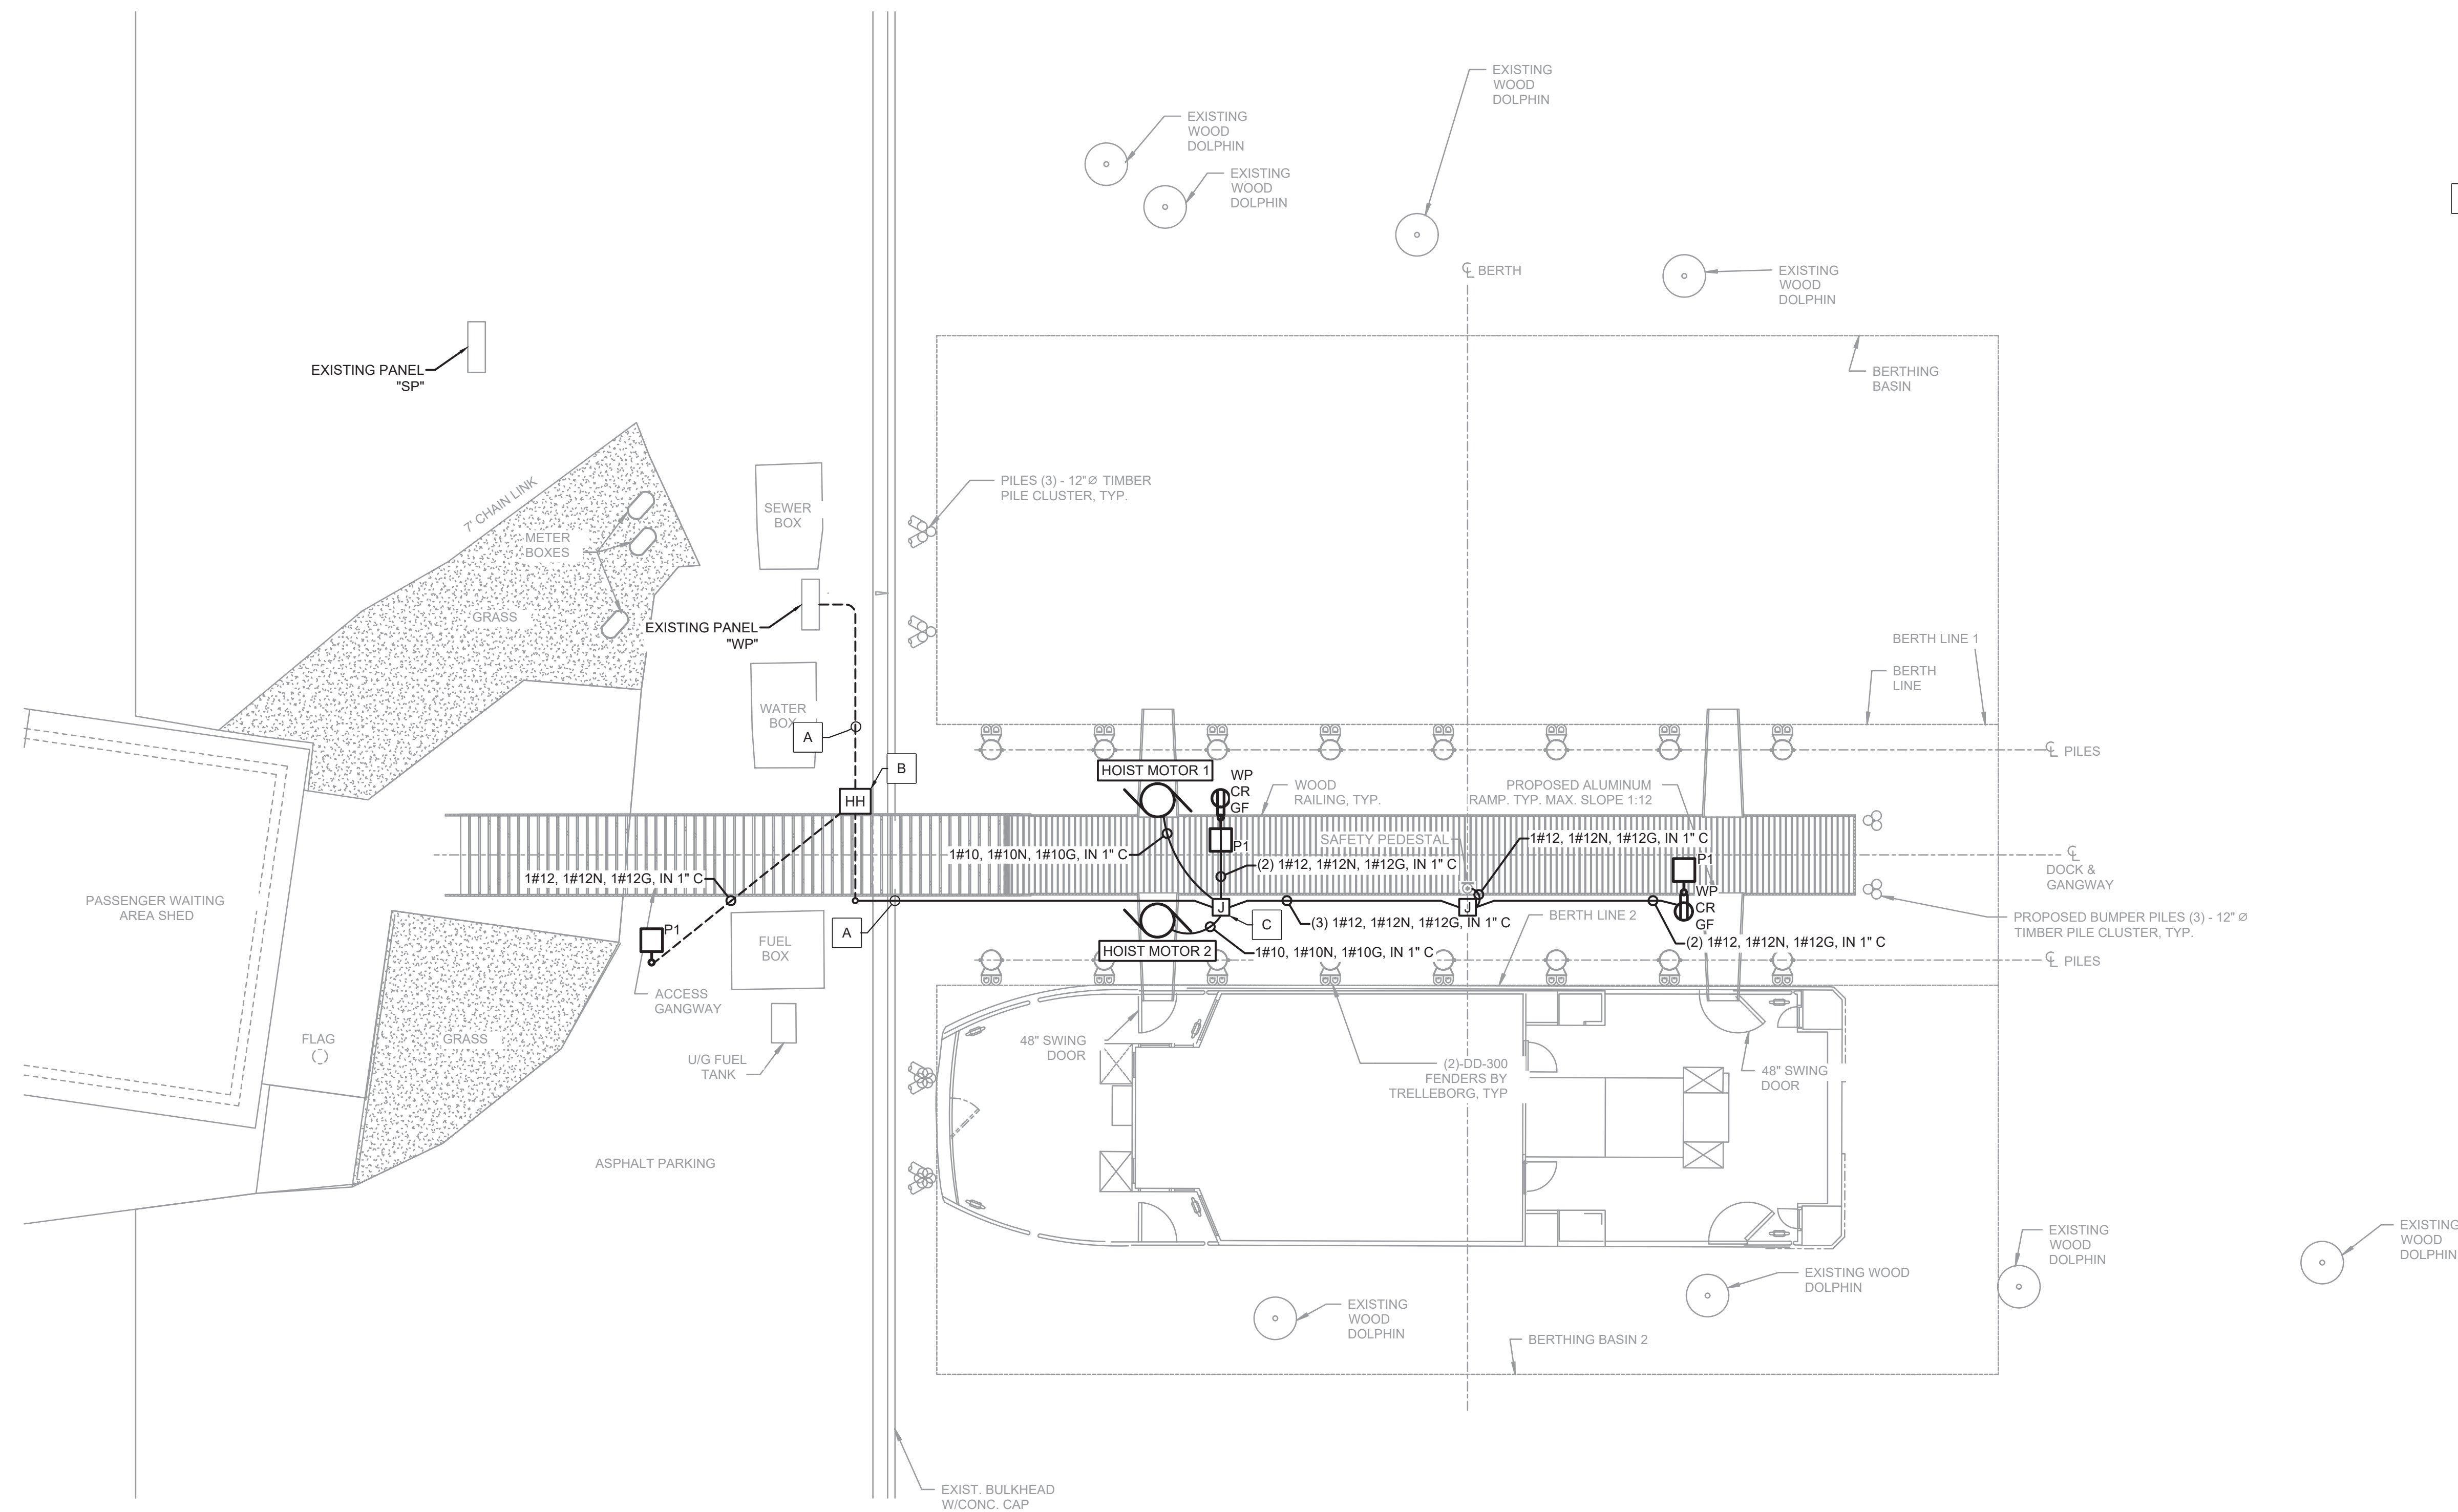 EXISTING
WOOD
DOLPHIN
EXISTING
WOOD
DOLPHIN
EXISTING
WOOD
DOLPHIN
℄ BERTH
EXISTING
WOOD
DOLPHIN
EXISTING PANEL
"SP"
BERTHING
BASIN
7' CHAIN LINK
PILES (3) - 12"Ø TIMBER
PILE CLUSTER, TYP.
SEWER
BOX
METER
BOXES
GRASS
EXISTING PANEL
"WP"
BERTH LINE 1
BERTH
LINE
WATER
BOX
A
B
HH
℄ PILES
HOIST MOTOR 1
WP
CR
GF
P1
WOOD
RAILING, TYP.
PROPOSED ALUMINUM
RAMP. TYP. MAX. SLOPE 1:12
SAFETY PEDESTAL
1#12, 1#12N, 1#12G, IN 1" C
1#10, 1#10N, 1#10G, IN 1" C
(2) 1#12, 1#12N, 1#12G, IN 1" C
P1
WP
CR
GF
℄
DOCK &
GANGWAY
1#12, 1#12N, 1#12G, IN 1" C
PASSENGER WAITING
AREA SHED
P1
FUEL
BOX
A
J
C
J
(3) 1#12, 1#12N, 1#12G, IN 1" C
BERTH LINE 2
PROPOSED BUMPER PILES (3) - 12" Ø
TIMBER PILE CLUSTER, TYP.
(2) 1#12, 1#12N, 1#12G, IN 1" C
HOIST MOTOR 2
1#10, 1#10N, 1#10G, IN 1" C
℄ PILES
ACCESS
GANGWAY
FLAG
GRASS
U/G FUEL
TANK
48" SWING
DOOR
(2)-DD-300
FENDERS BY
TRELLEBORG, TYP
48" SWING
DOOR
ASPHALT PARKING
EXISTING
WOOD
DOLPHIN
EXISTING
WOOD
DOLPHIN
EXISTING WOOD
DOLPHIN
EXISTING
WOOD
DOLPHIN
BERTHING BASIN 2
EXIST. BULKHEAD
W/CONC. CAP